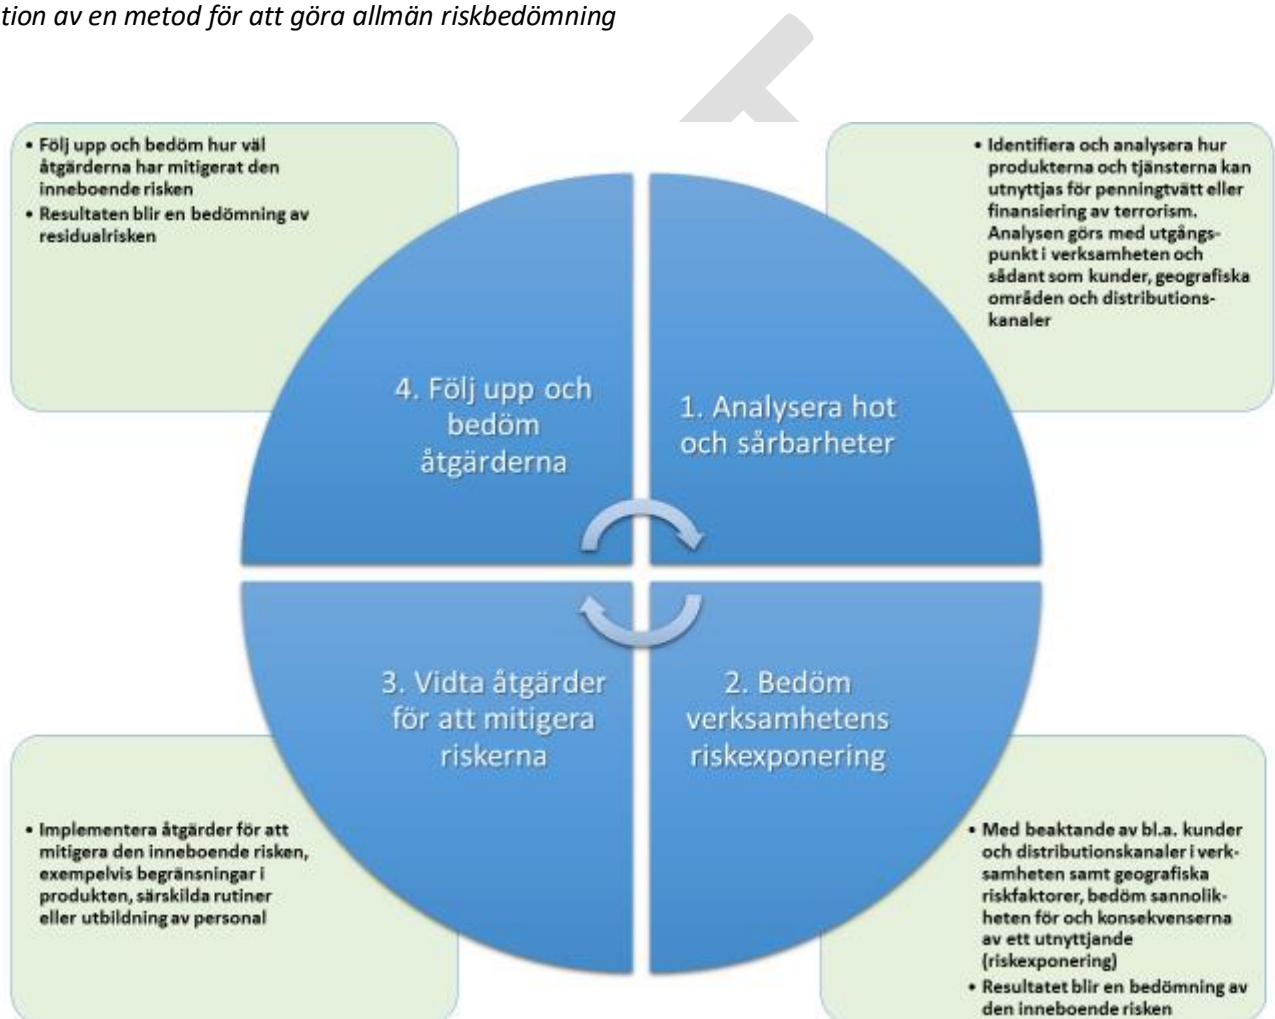 tion av en metod för att göra allmän riskbedömning
• Följ upp och bedöm hur väl
åtgärderna har mitigerat den
inneboende risken
• Resultaten blir en bedömning av
residualrisken
• Identifiera och analysera hur
produkterna och tjänsterna kan
utnyttjas för penningtvätt eller
finansiering av terrorism.
Analysen görs med utgångs-
punkt i verksamheten och
sådant som kunder, geografiska
områden och distributions-
kanaler
4. Följ upp och
bedöm
åtgärderna
1. Analysera hot
och sårbarheter
3. Vidta åtgärder
för att mitigera
riskerna
2. Bedöm
verksamhetens
riskexponering
• Implementera åtgärder för att
mitigera den inneboende risken,
exempelvis begränsningar i
produkten, särskilda rutiner
eller utbildning av personal
• Med beaktande av bl.a. kunder
och distributionskanaler i verk-
samheten samt geografiska
riskfaktorer, bedöm sannolik-
heten för och konsekvenserna
av ett utnyttjande
(riskexponering)
• Resultatet blir en bedömning av
den inneboende risken